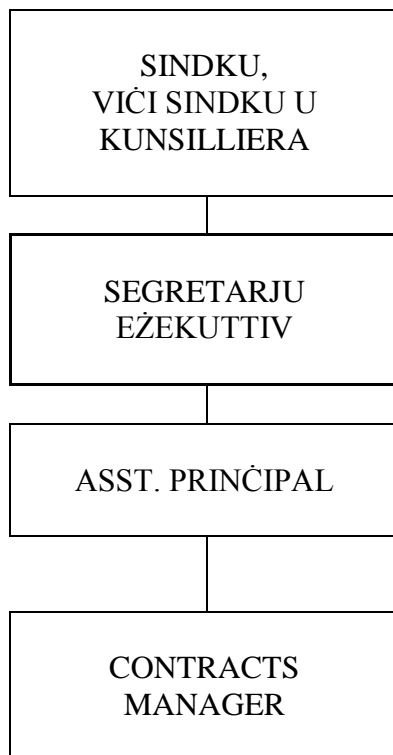 SINDKU,
VIĊI SINDKU U
KUNSILLIERA
SEGRETARJU
EŻEKUTTIV
ASST. PRINĊIPAL
CONTRACTS
MANAGER